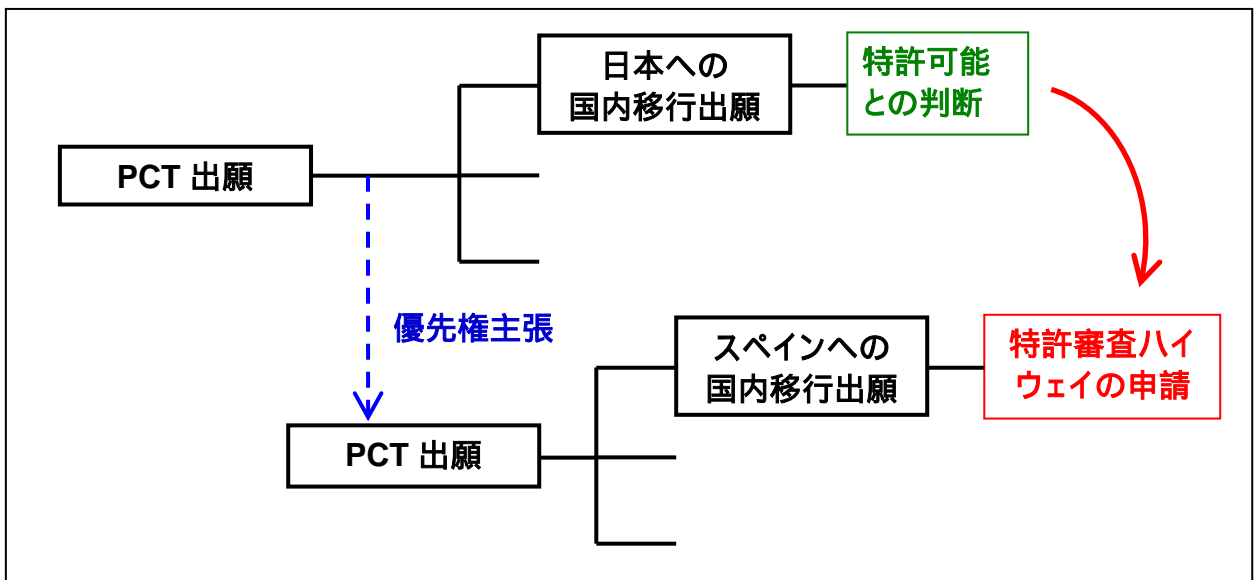 日本への
国内移行出願
特許可能
との判断
PCT 出願
優先権主張
スペインへの
国内移行出願
特許審査ハイ
ウェイの申請
PCT 出願